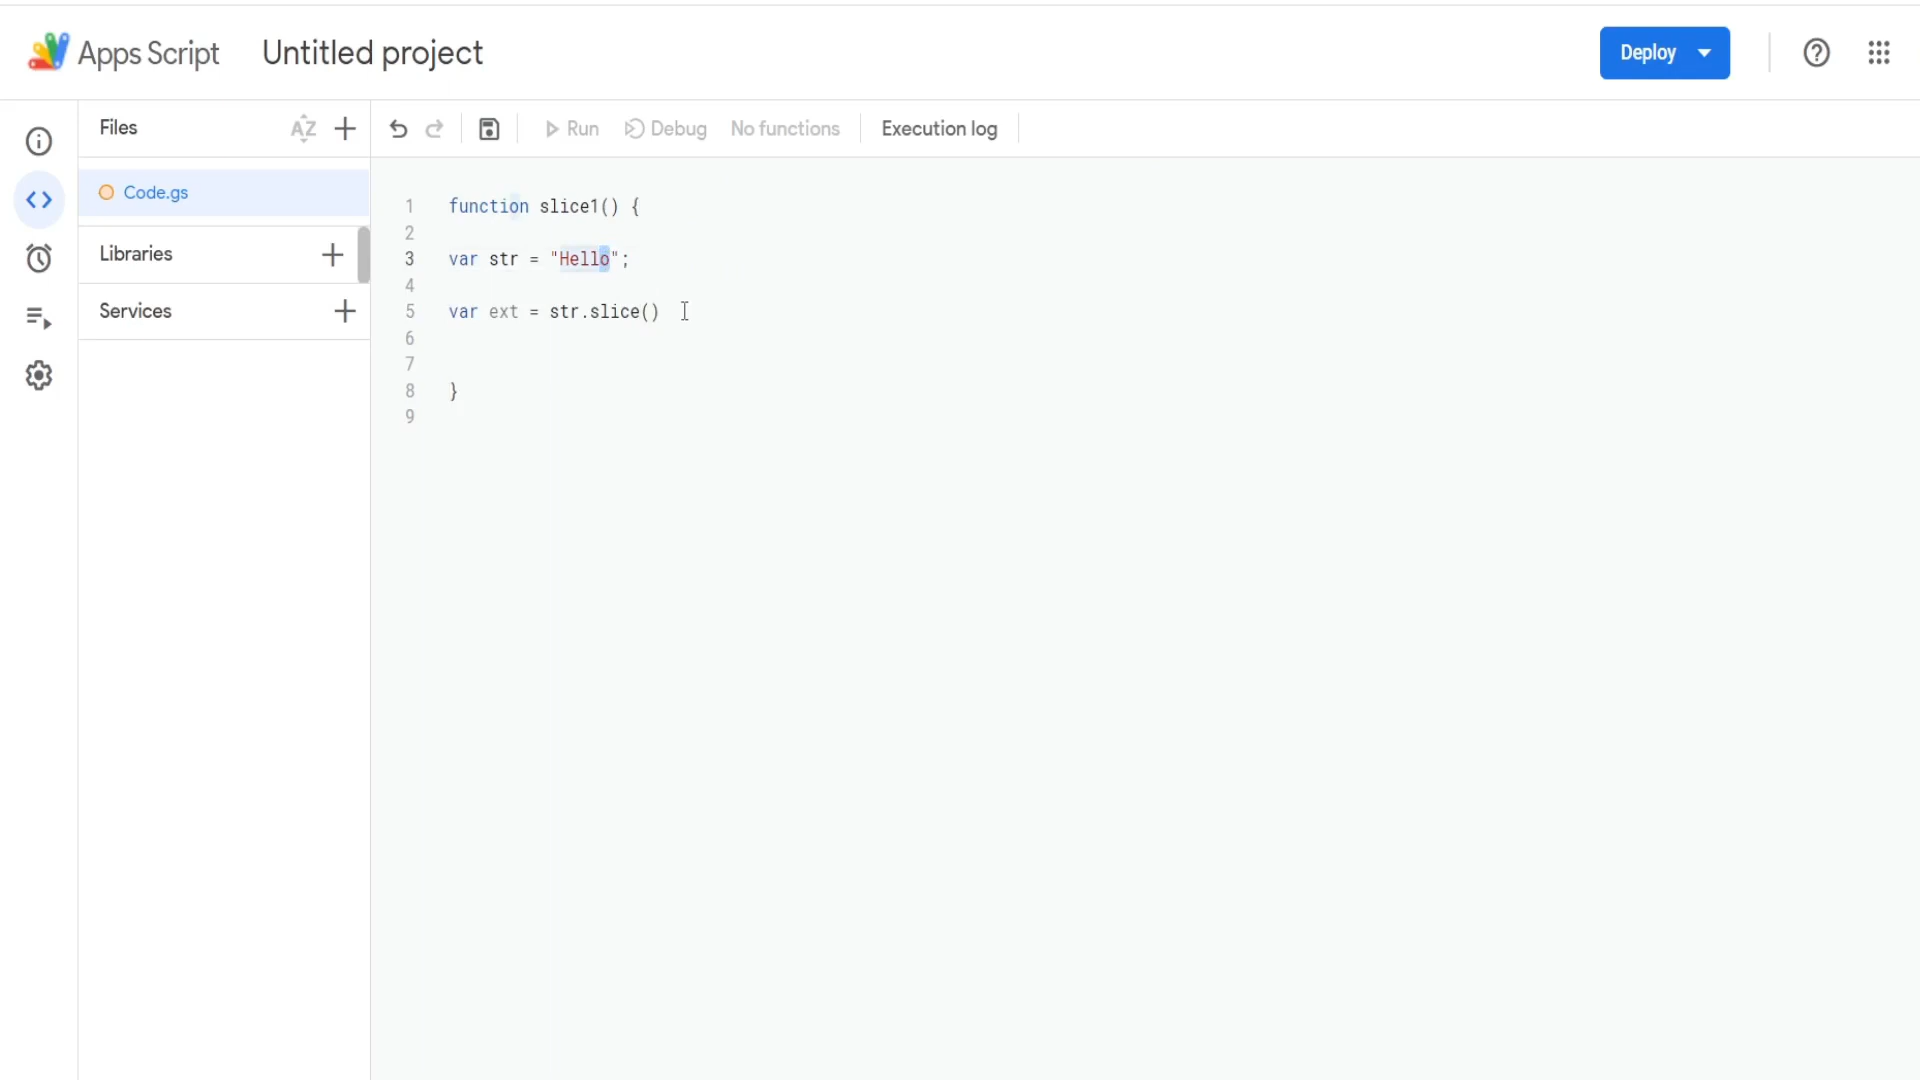 Apps Script Untitled project Deploy
Files AZ Run Debug No functions Execution log
Code.gs
Libraries
Services
1 function slice1() {
2
3 var str = "Hello";
4
5 var ext = str.slice()
6
7
8 }
9